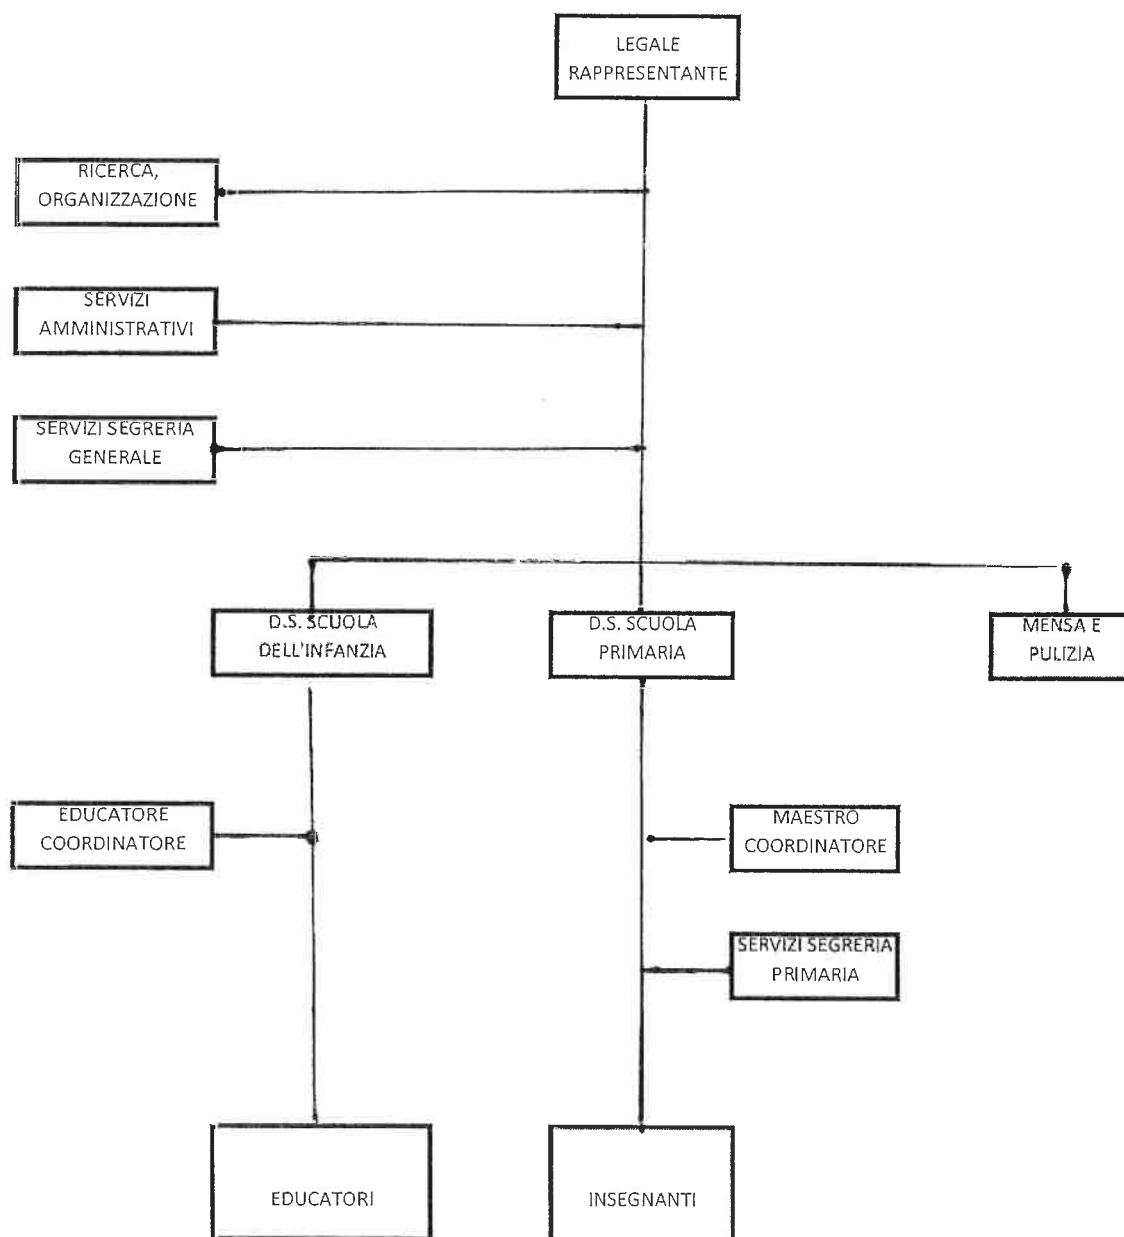 LEGALE
RAPPRESENTANTE
RICERCA,
ORGANIZZAZIONE
SERVIZI
AMMINISTRATIVI
SERVIZI SEGRERIA
GENERALE
D.S. SCUOLA
DELL'INFANZIA
D.S. SCUOLA
PRIMARIA
MENSA E
PULIZIA
EDUCATORE
COORDINATORE
MAESTRO
COORDINATORE
SERVIZI SEGRERIA
PRIMARIA
EDUCATORI
INSEGNANTI